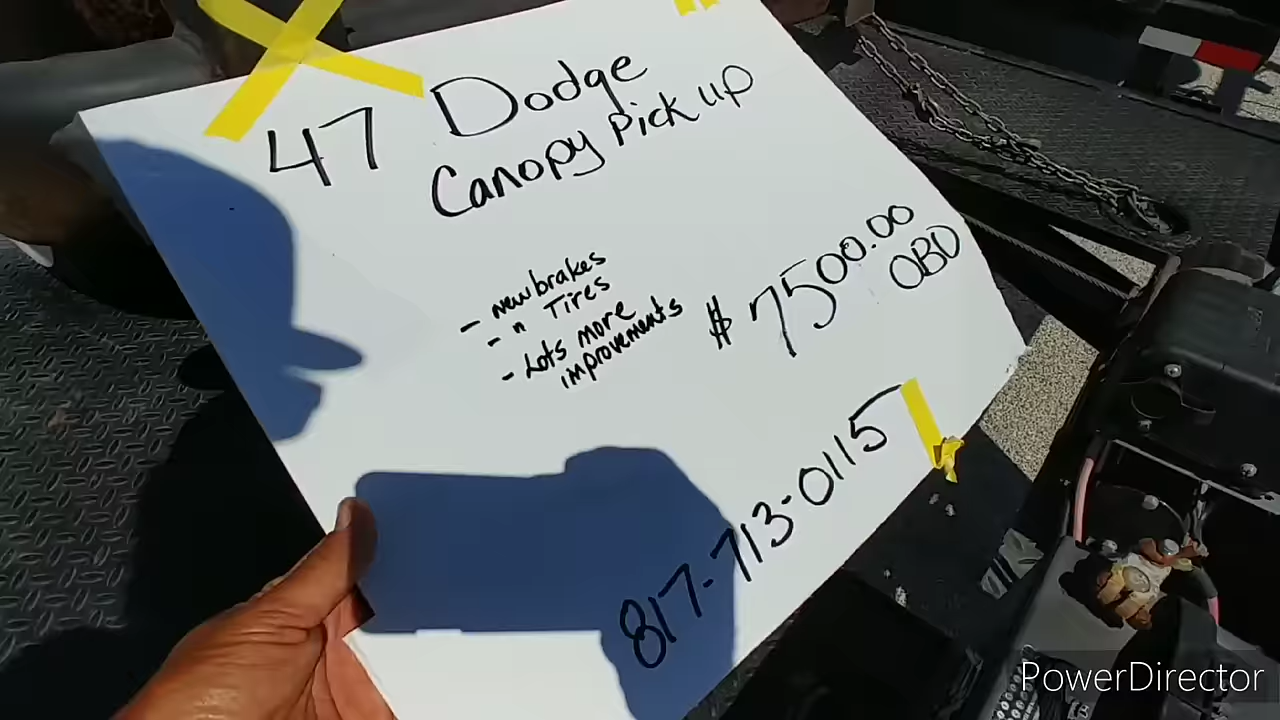 47 Dodge
Canopy Pick up
- new brakes
- " Tires
- Lots more
improvements
$7500.00
OBO
817-713-0115
PowerDirector